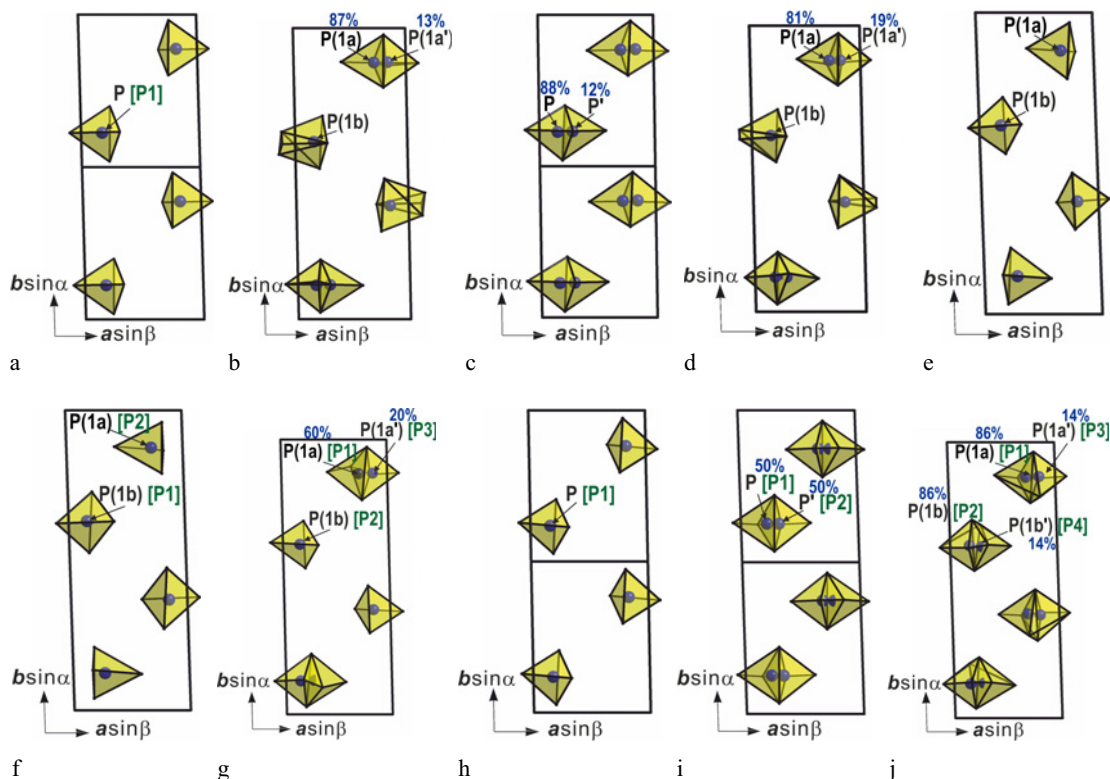 P [P1]
bsinα
asinβ
a
87% 13%
P(1a) P(1a')
P(1b)
bsinα
asinβ
b
88% 12%
P P'
bsinα
asinβ
c
81% 19%
P(1a) P(1a')
P(1b)
bsinα
asinβ
d
P(1a)
P(1b)
bsinα
asinβ
e
P(1a) [P2]
P(1b) [P1]
bsinα
asinβ
f
20%
60% P(1a') [P3]
P(1a) [P1]
P(1b) [P2]
bsinα
asinβ
g
P [P1]
bsinα
asinβ
h
50%
P [P1] 50%
P' [P2]
bsinα
asinβ
i
14%
86% P(1a') [P3]
P(1a) [P1]
86%
P(1b) [P2]
P(1b') [P4]
14%
bsinα
asinβ
j